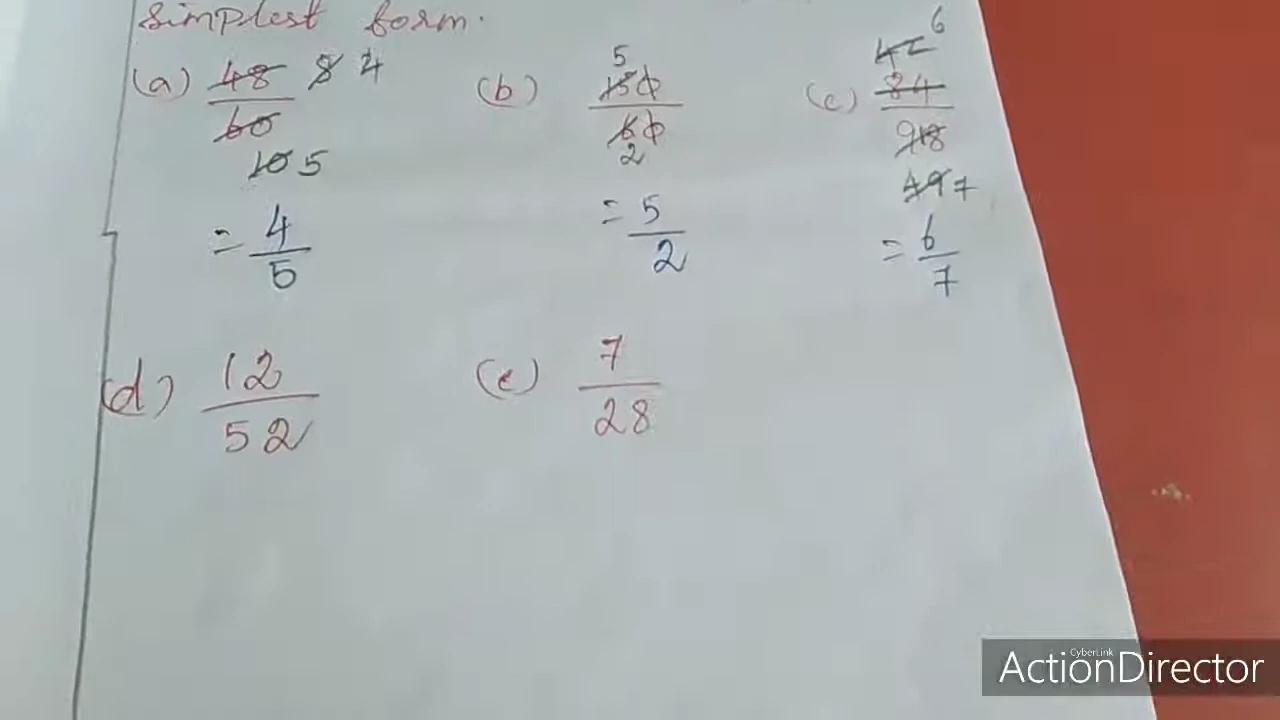 simplest form.
(a) 48 8 4
60
10 5
= 4
5
(b) 5
150
60
2
= 5
2
(c) 42 6
84
98
49 7
= 6
7
(d) 12
52
(e) 7
28
CyberLink
ActionDirector